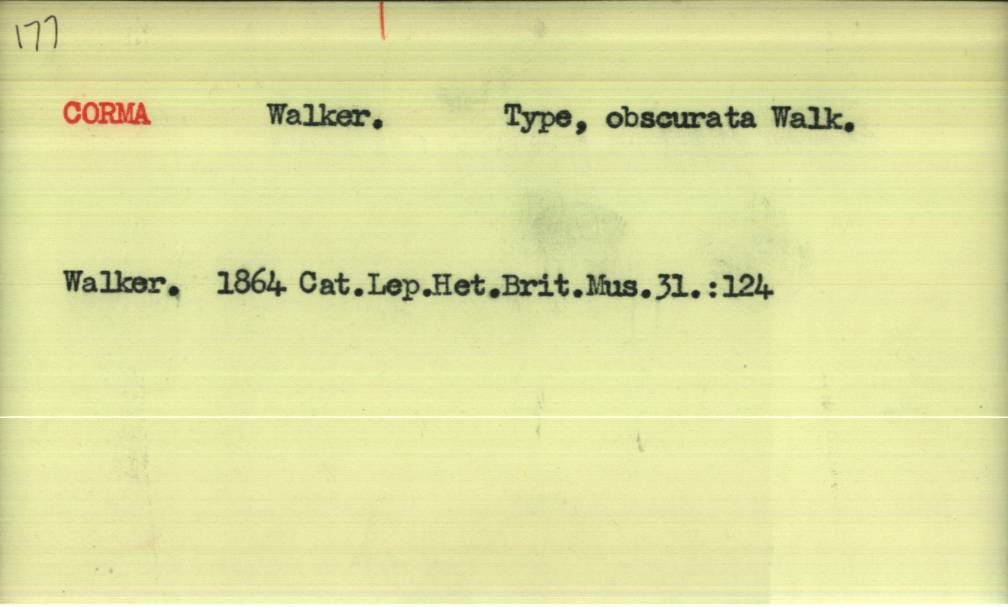 177
CORMA Walker. Type, obscurata Walk.
Walker. 1864 Cat.Lep.Het.Brit.Mus.31.:124